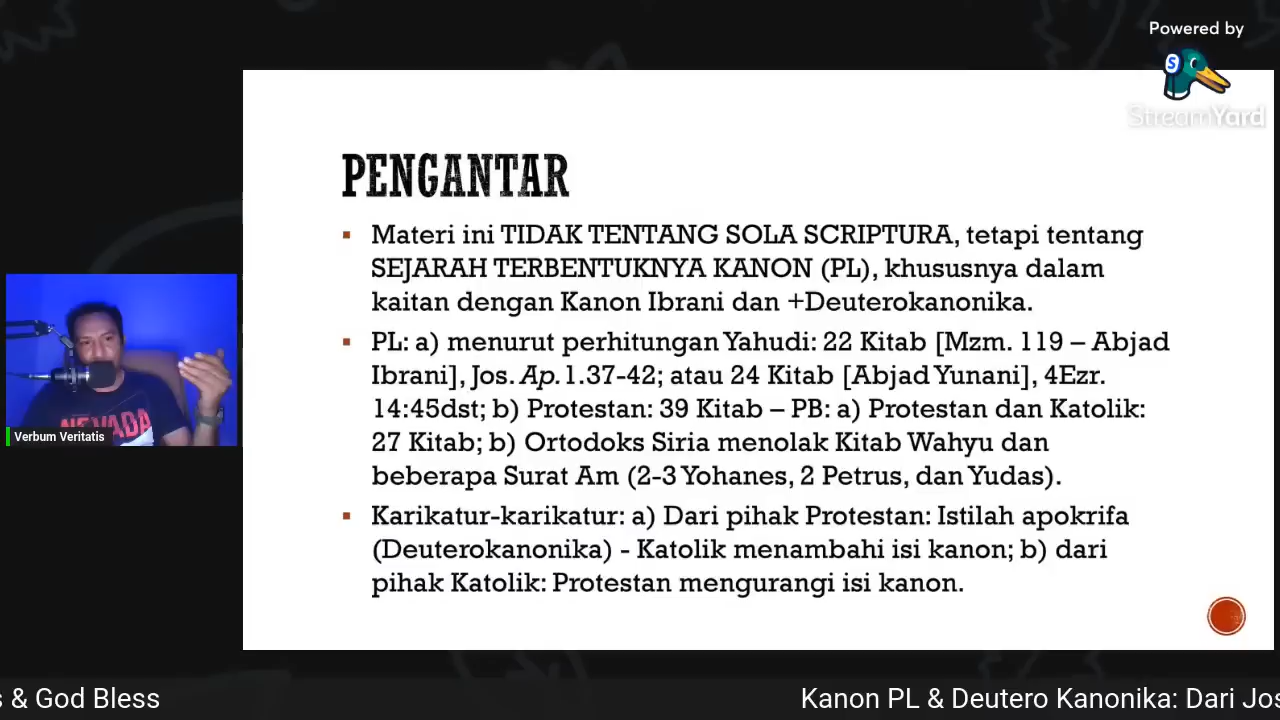 Powered by
S
StreamYard
PENGANTAR
▪ Materi ini TIDAK TENTANG SOLA SCRIPTURA, tetapi tentang
SEJARAH TERBENTUKNYA KANON (PL), khususnya dalam
kaitan dengan Kanon Ibrani dan +Deuterokanonika.
▪ PL: a) menurut perhitungan Yahudi: 22 Kitab [Mzm. 119 – Abjad
Ibrani], Jos. Ap. 1.37-42; atau 24 Kitab [Abjad Yunani], 4Ezr.
14:45dst; b) Protestan: 39 Kitab – PB: a) Protestan dan Katolik:
27 Kitab; b) Ortodoks Siria menolak Kitab Wahyu dan
beberapa Surat Am (2-3 Yohanes, 2 Petrus, dan Yudas).
▪ Karikatur-karikatur: a) Dari pihak Protestan: Istilah apokrifa
(Deuterokanonika) - Katolik menambahi isi kanon; b) dari
pihak Katolik: Protestan mengurangi isi kanon.
NEVADA
Verbum Veritatis
s & God Bless
Kanon PL & Deutero Kanonika: Dari Jos